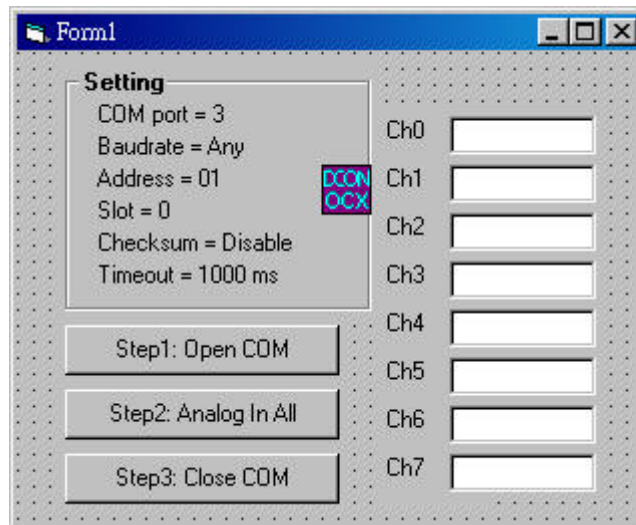 Form1
Setting
COM port = 3
Baudrate = Any
Address = 01
Slot = 0
Checksum = Disable
Timeout = 1000 ms
DCON
OCX
Step1: Open COM
Step2: Analog In All
Step3: Close COM
Ch0
Ch1
Ch2
Ch3
Ch4
Ch5
Ch6
Ch7